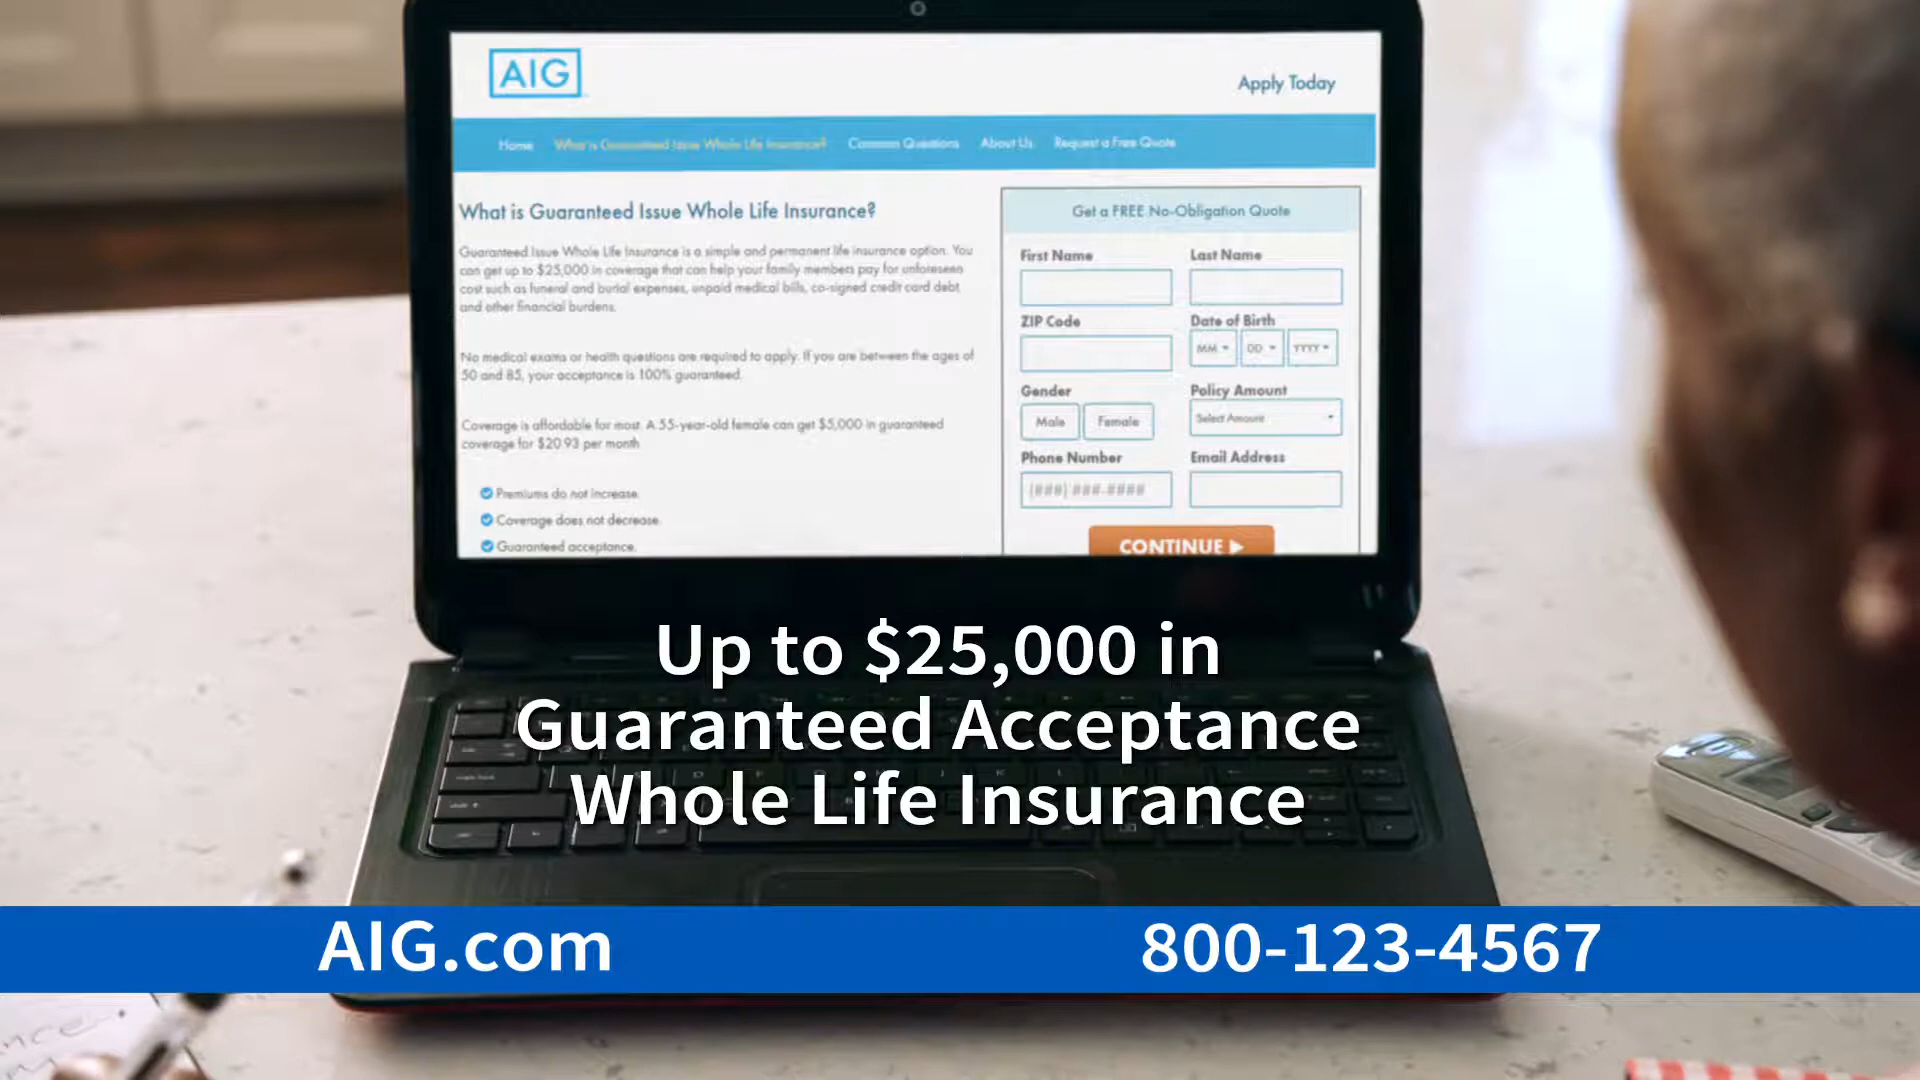 AIG
Apply Today
Home What is Guaranteed Issue Whole Life Insurance? Common Questions About Us Request a Free Quote
What is Guaranteed Issue Whole Life Insurance?
Guaranteed Issue Whole Life Insurance is a simple and permanent life insurance option. You
can get up to $25,000 in coverage that can help your family members pay for unforeseen
cost such as funeral and burial expenses, unpaid medical bills, co-signed credit card debt
and other financial burdens.
No medical exams or health questions are required to apply. If you are between the ages of
50 and 85, your acceptance is 100% guaranteed.
Coverage is affordable for most. A 55-year-old female can get $5,000 in guaranteed
coverage for $20.93 per month
Premiums do not increase.
Coverage does not decrease.
Guaranteed acceptance.
Get a FREE No-Obligation Quote
First Name Last Name
ZIP Code Date of Birth
MM DD YYYY
Gender Policy Amount
Male Female Select Amount
Phone Number Email Address
(###) ###-####
CONTINUE
Up to $25,000 in
Guaranteed Acceptance
Whole Life Insurance
AIG.com 800-123-4567